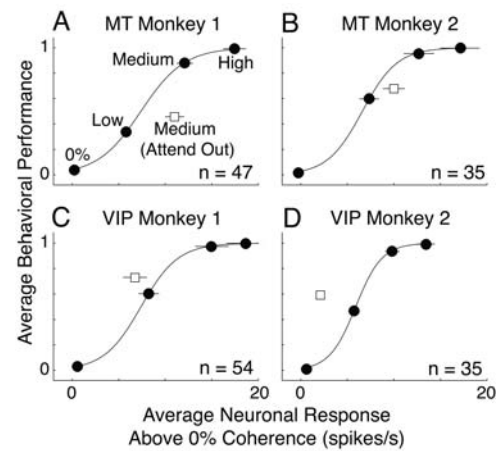 A MT Monkey 1
B MT Monkey 2
1
Medium
High
Low
Medium
(Attend Out)
0%
0
n = 47
n = 35
C VIP Monkey 1
D VIP Monkey 2
1
0
n = 54
n = 35
0 20
0 20
Average Behavioral Performance
Average Neuronal Response
Above 0% Coherence (spikes/s)